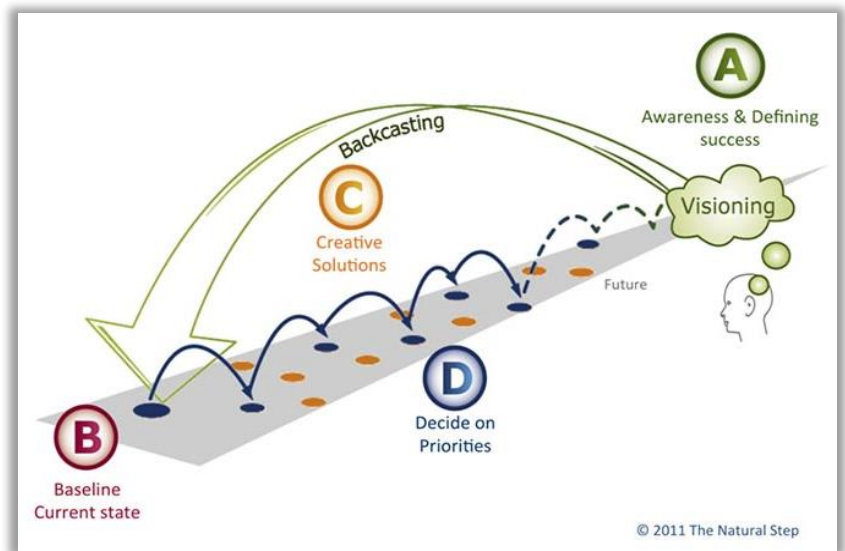 A
Awareness & Defining
success
Backcasting
Visioning
C
Creative
Solutions
Future
D
Decide on
Priorities
B
Baseline
Current state
© 2011 The Natural Step